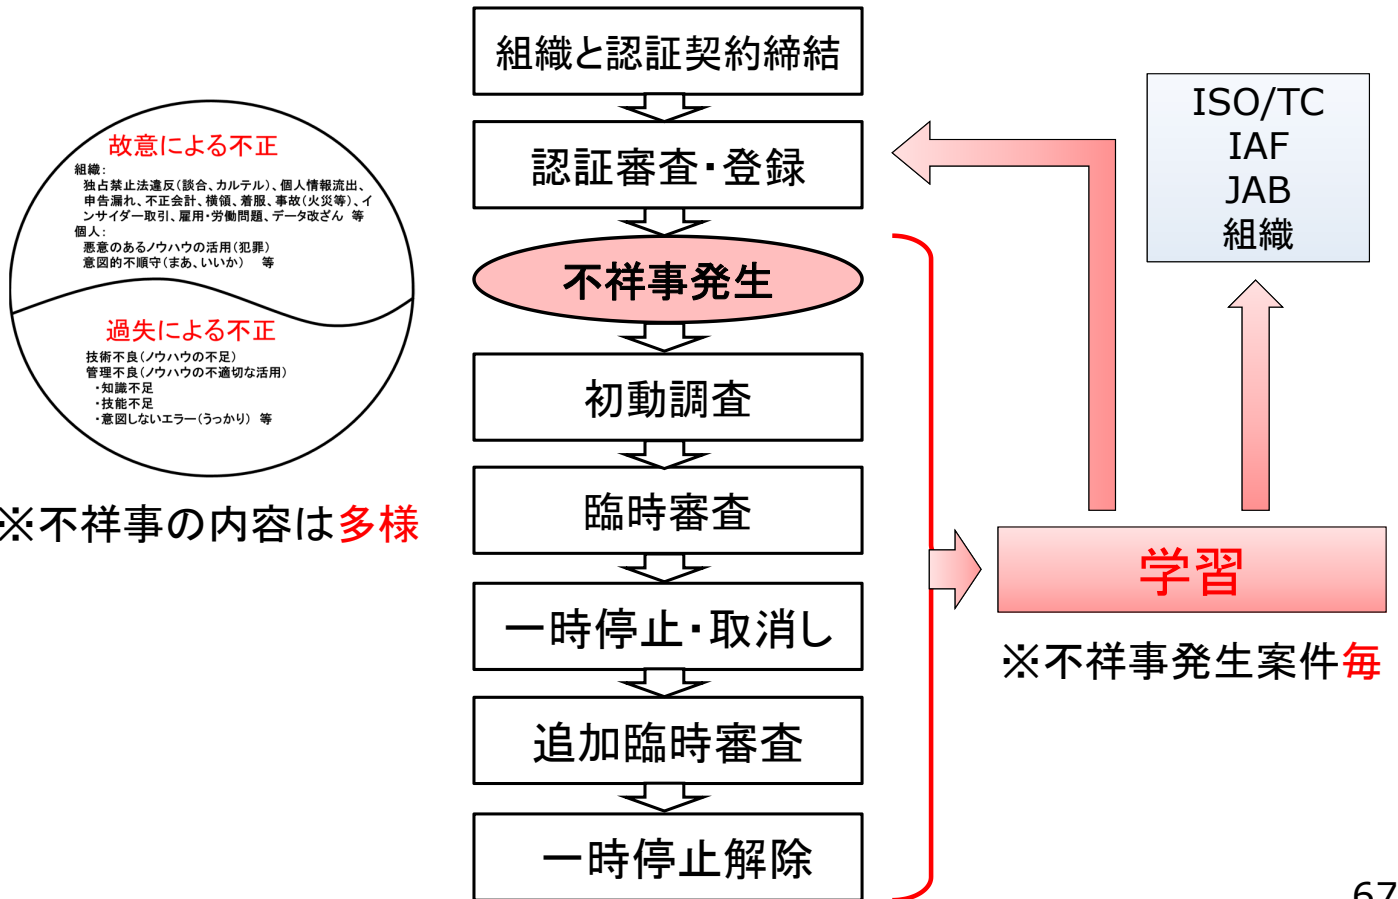 組織と認証契約締結
認証審査・登録
不祥事発生
初動調査
臨時審査
一時停止・取消し
追加臨時審査
一時停止解除
故意による不正
組織:
独占禁止法違反(談合、カルテル)、個人情報流出、
申告漏れ、不正会計、横領、着服、事故(火災等)、イ
ンサイダー取引、雇用・労働問題、データ改ざん 等
個人:
悪意のあるノウハウの活用(犯罪)
意図的不順守(まあ、いいか) 等
過失による不正
技術不良(ノウハウの不足)
管理不良(ノウハウの不適切な活用)
・知識不足
・技能不足
・意図しないエラー(うっかり) 等
※不祥事の内容は多様
ISO/TC
IAF
JAB
組織
学習
※不祥事発生案件毎
67